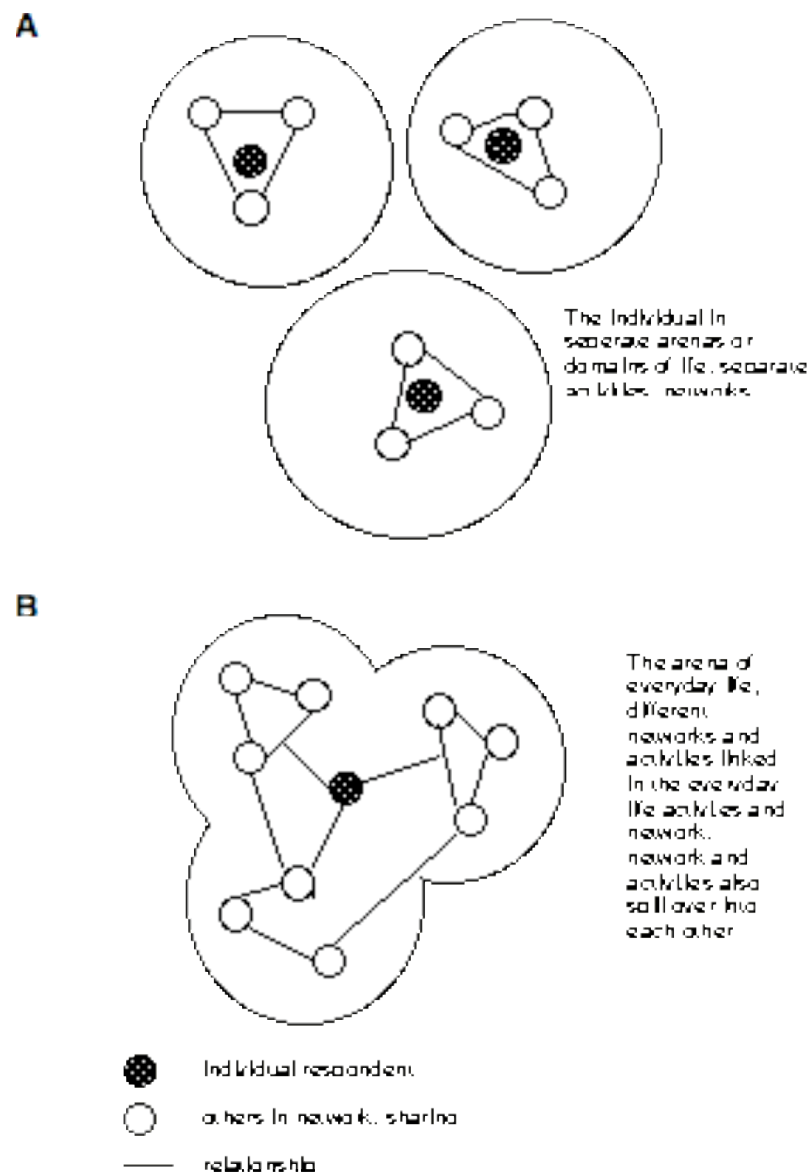 A
The Individual in
seperate arenas or
domains of life, separate
activities, networks
B
The arena of
everyday life,
different
networks and
activities linked
in the everyday
life activities and
network,
network and
activities also
spill over into
each other
Individual respondent
others in network, sharing
relationship